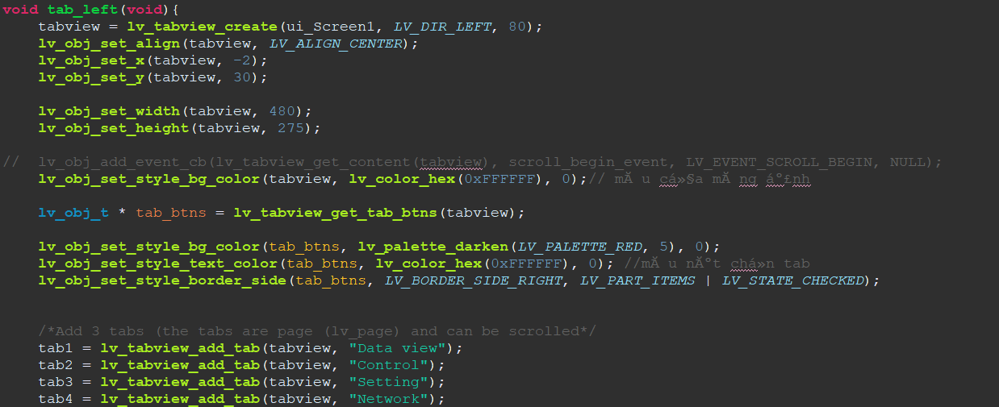 void tab_left(void){
tabview = lv_tabview_create(ui_Screen1, LV_DIR_LEFT, 80);
lv_obj_set_align(tabview, LV_ALIGN_CENTER);
lv_obj_set_x(tabview, -2);
lv_obj_set_y(tabview, 30);
lv_obj_set_width(tabview, 480);
lv_obj_set_height(tabview, 275);
// lv_obj_add_event_cb(lv_tabview_get_content(tabview), scroll_begin_event, LV_EVENT_SCROLL_BEGIN, NULL);
lv_obj_set_style_bg_color(tabview, lv_color_hex(0xFFFFFF), 0);// mÃ u cá»§a mÃ ng áº£nh
lv_obj_t * tab_btns = lv_tabview_get_tab_btns(tabview);
lv_obj_set_style_bg_color(tab_btns, lv_palette_darken(LV_PALETTE_RED, 5), 0);
lv_obj_set_style_text_color(tab_btns, lv_color_hex(0xFFFFFF), 0); //mÃ u nÃºt chá»n tab
lv_obj_set_style_border_side(tab_btns, LV_BORDER_SIDE_RIGHT, LV_PART_ITEMS | LV_STATE_CHECKED);
/*Add 3 tabs (the tabs are page (lv_page) and can be scrolled*/
tab1 = lv_tabview_add_tab(tabview, "Data view");
tab2 = lv_tabview_add_tab(tabview, "Control");
tab3 = lv_tabview_add_tab(tabview, "Setting");
tab4 = lv_tabview_add_tab(tabview, "Network");